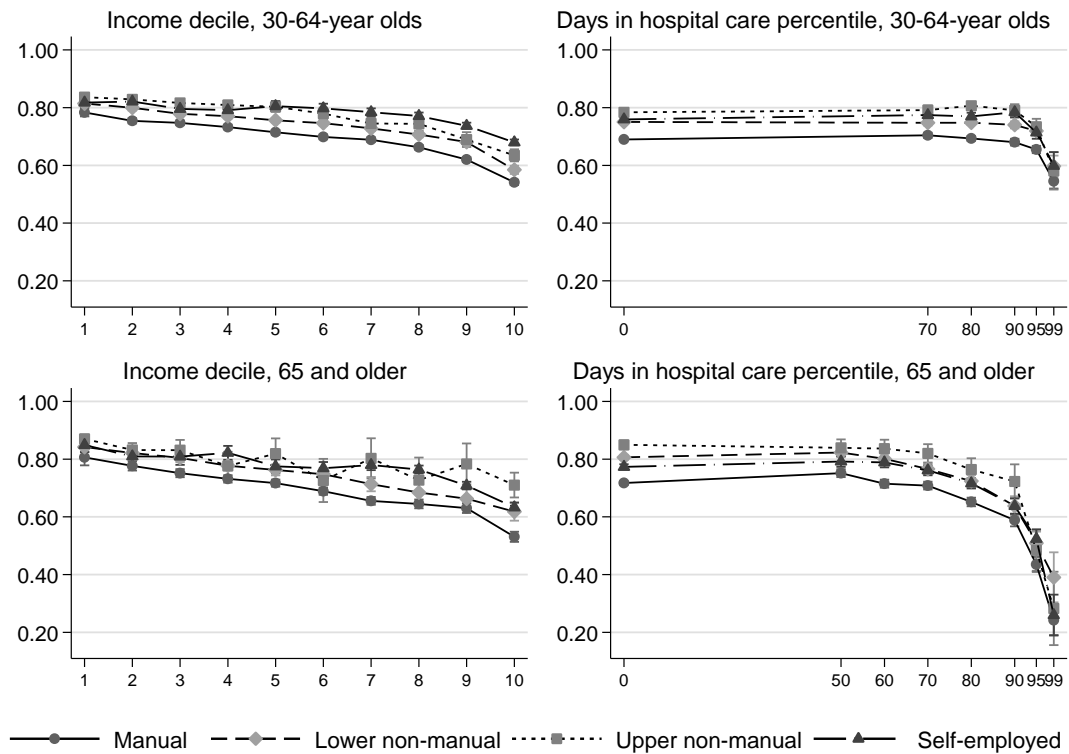 Income decile, 30-64-year olds
1.00
0.80
0.60
0.40
0.20
1 2 3 4 5 6 7 8 9 10
Days in hospital care percentile, 30-64-year olds
1.00
0.80
0.60
0.40
0.20
0 70 80 90 95 99
Income decile, 65 and older
1.00
0.80
0.60
0.40
0.20
1 2 3 4 5 6 7 8 9 10
Days in hospital care percentile, 65 and older
1.00
0.80
0.60
0.40
0.20
0 50 60 70 80 90 95 99
Manual Lower non-manual Upper non-manual Self-employed